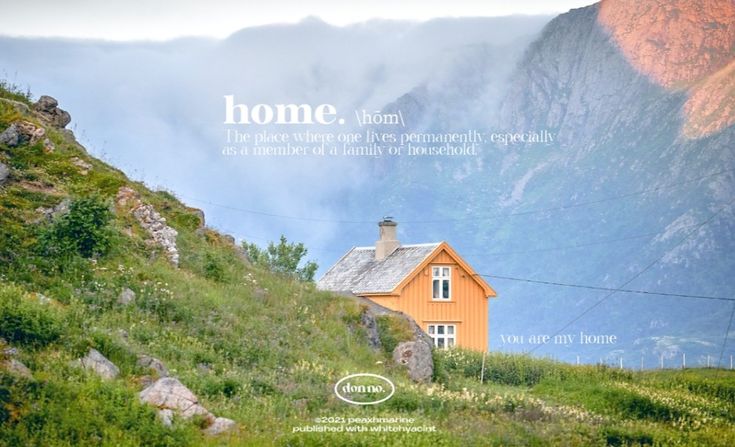 home. \hōm\
The place where one lives permanently, especially
as a member of a family or household.
you are my home
donno.
©2021 peaxhmarine
published with whitehyacint